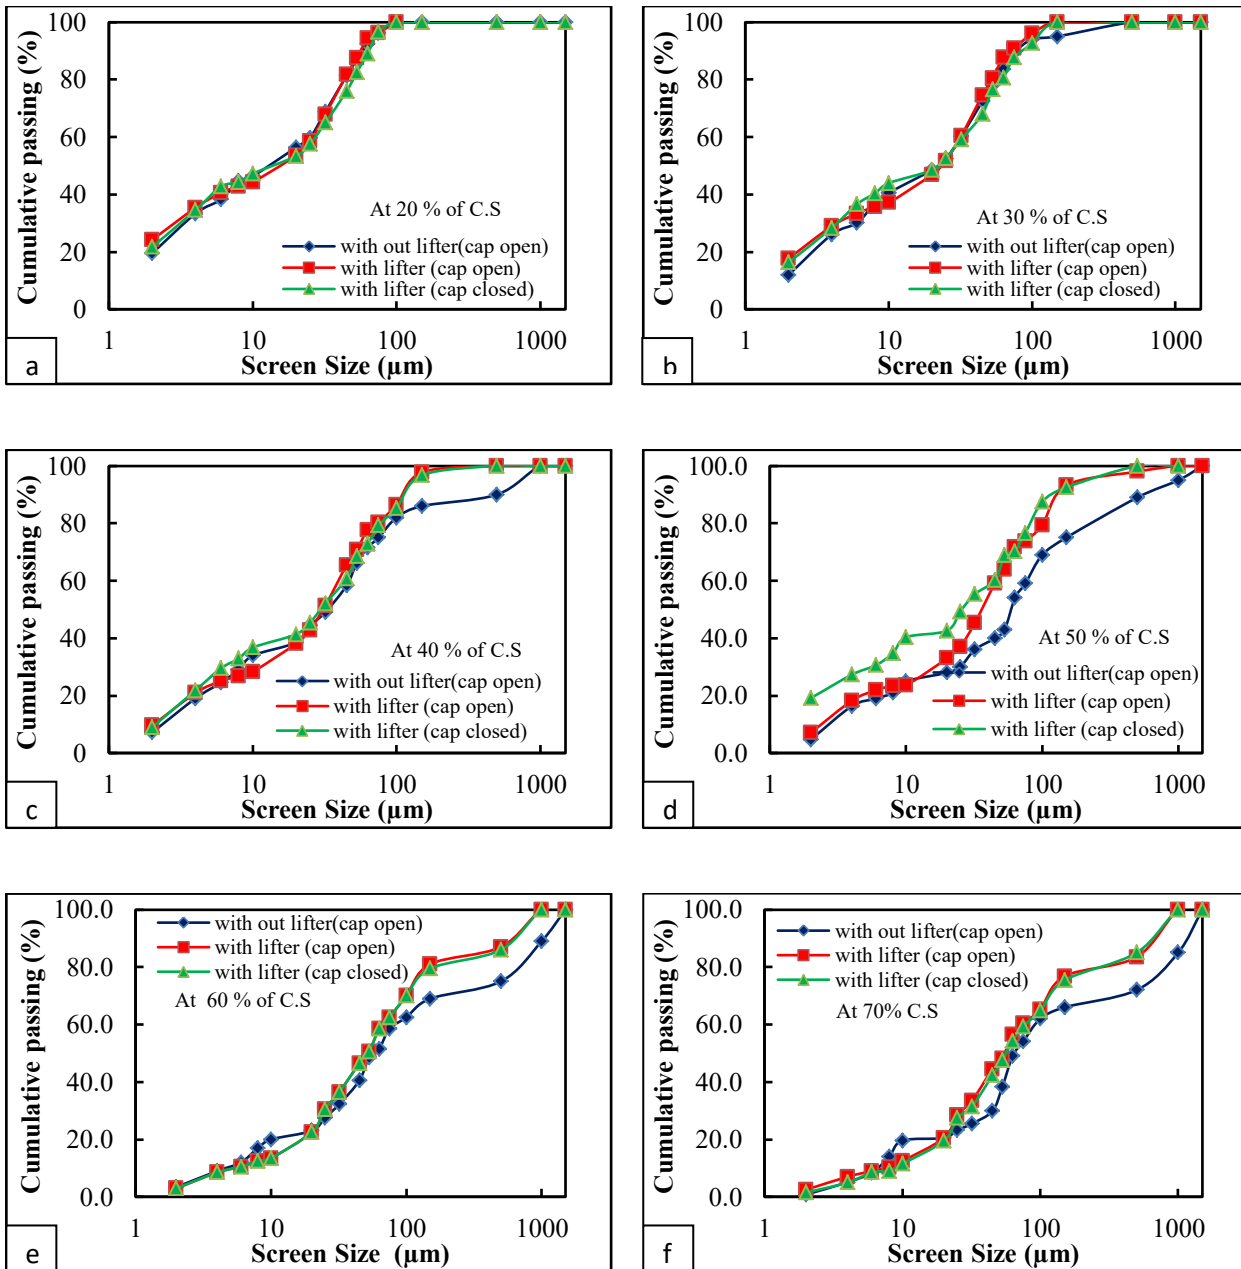 Cumulative passing (%)
100
80
60
40
20
0
At 20 % of C.S
with out lifter(cap open)
with lifter (cap open)
with lifter (cap closed)
1 10 100 1000
Screen Size (µm)
a
Cumulative passing (%)
100
80
60
40
20
0
At 30 % of C.S
with out lifter(cap open)
with lifter (cap open)
with lifter (cap closed)
1 10 100 1000
Screen Size (µm)
b
Cumulative passing (%)
100
80
60
40
20
0
At 40 % of C.S
with out lifter(cap open)
with lifter (cap open)
with lifter (cap closed)
1 10 100 1000
Screen Size (µm)
c
Cumulative passing (%)
100.0
80.0
60.0
40.0
20.0
0.0
At 50 % of C.S
with out lifter(cap open)
with lifter (cap open)
with lifter (cap closed)
1 10 100 1000
Screen Size (µm)
d
Cumulative passing (%)
100.0
80.0
60.0
40.0
20.0
0.0
with out lifter(cap open)
with lifter (cap open)
with lifter (cap closed)
At 60 % of C.S
1 10 100 1000
Screen Size (µm)
e
Cumulative passing (%)
100.0
80.0
60.0
40.0
20.0
0.0
with out lifter(cap open)
with lifter (cap open)
with lifter (cap closed)
At 70% C.S
1 10 100 1000
Screen Size (µm)
f